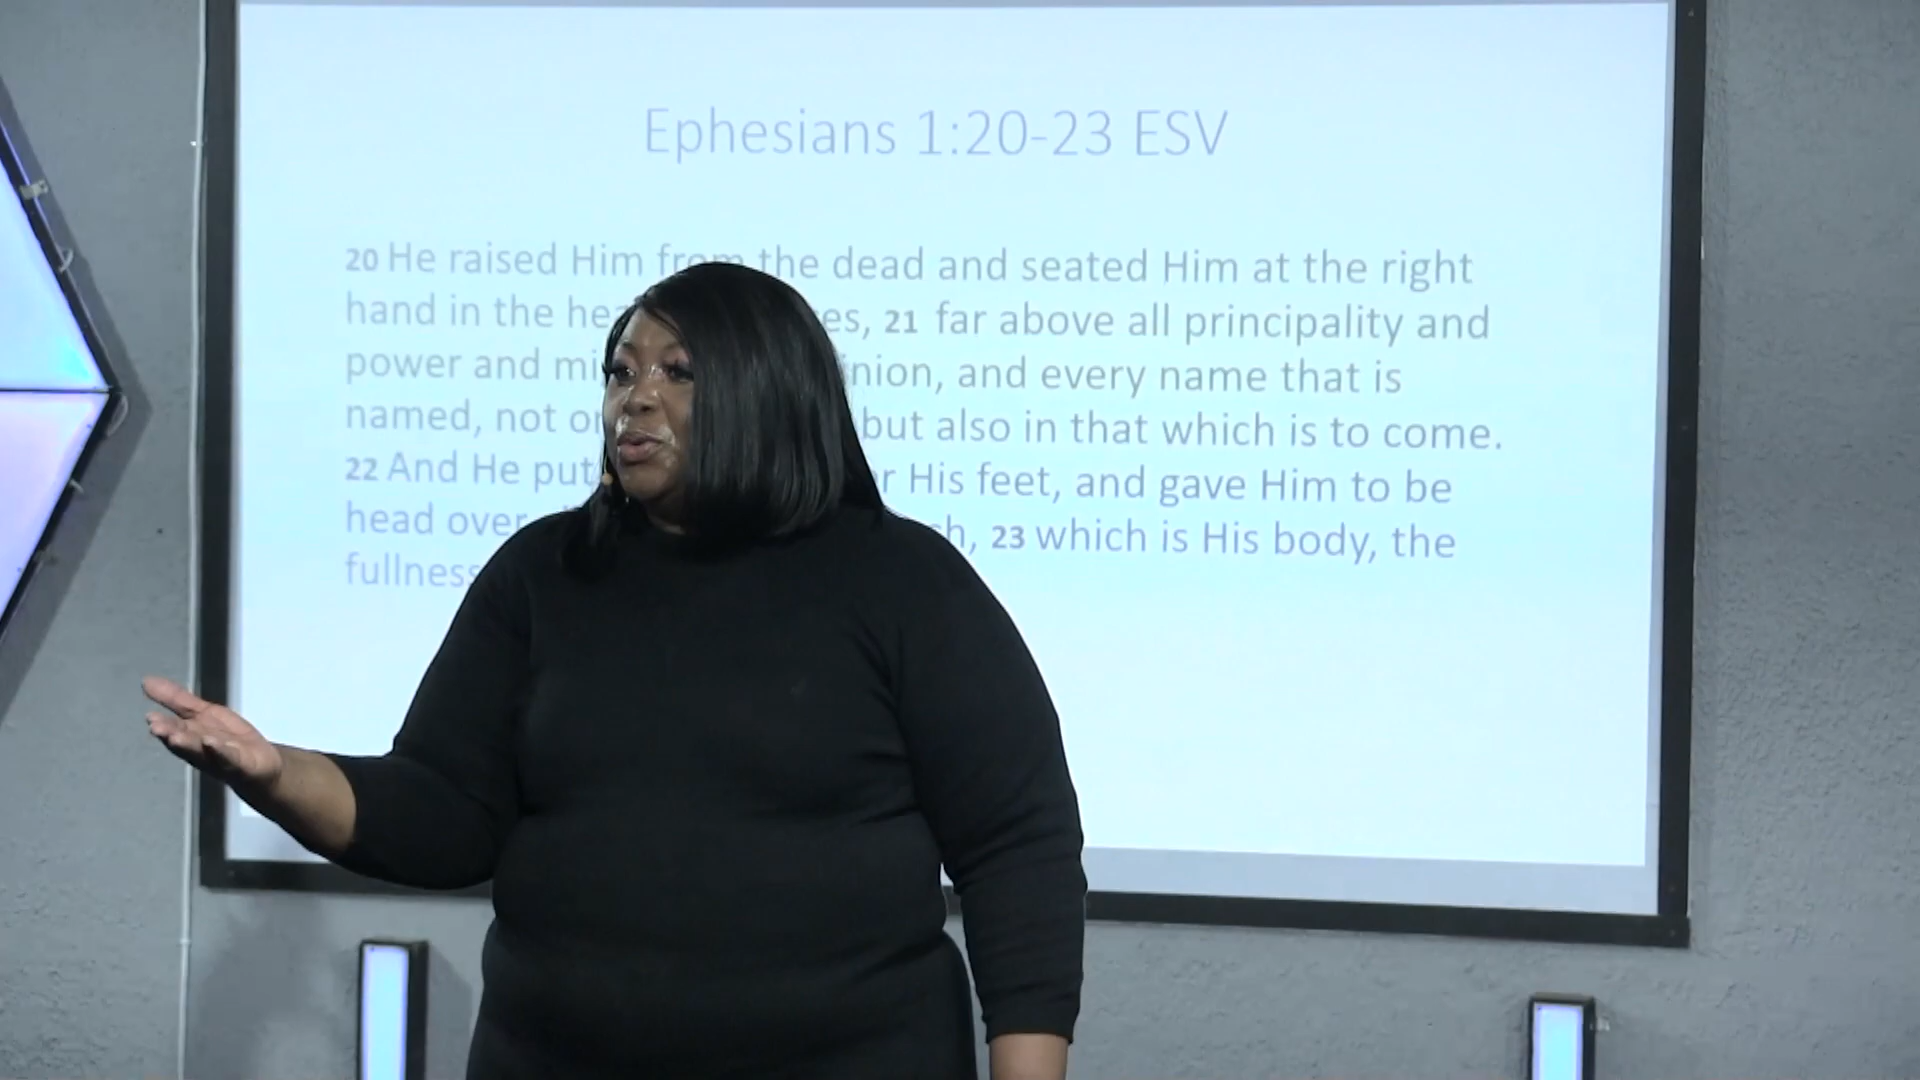 Ephesians 1:20-23 ESV
20 He raised Him from the dead and seated Him at the right
hand in the es, 21 far above all principality and
power and nion, and every name that is
named, not but also in that which is to come.
22 And He put r His feet, and gave Him to be
head over h, 23 which is His body, the
fullness